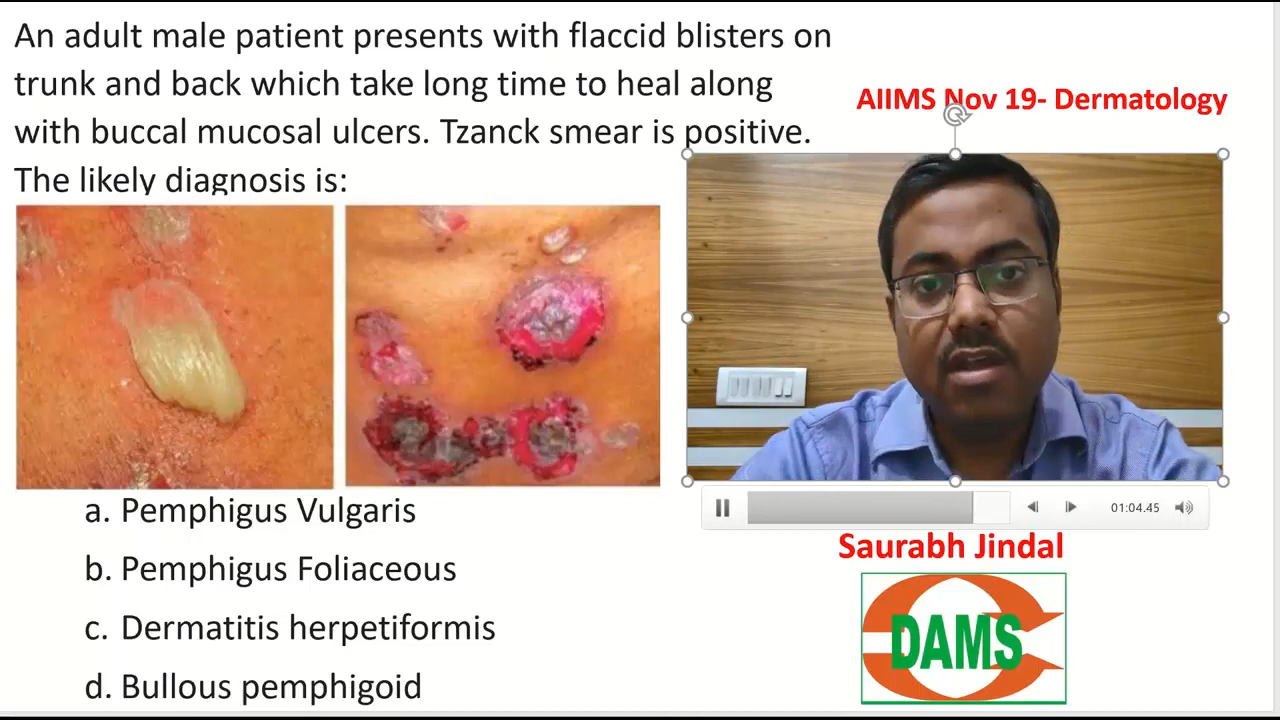 An adult male patient presents with flaccid blisters on
trunk and back which take long time to heal along
with buccal mucosal ulcers. Tzanck smear is positive.
The likely diagnosis is:
AIIMS Nov 19- Dermatology
a. Pemphigus Vulgaris
b. Pemphigus Foliaceous
c. Dermatitis herpetiformis
d. Bullous pemphigoid
01:04.45
Saurabh Jindal
DAMS